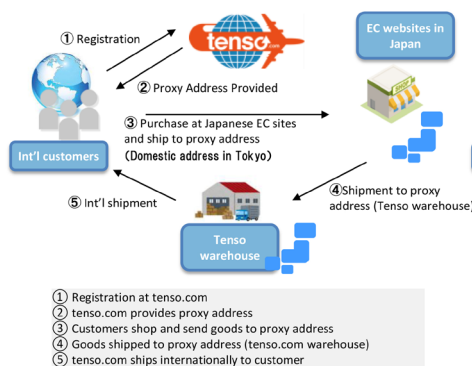 ① Registration
tenso.com
EC websites in
Japan
② Proxy Address Provided
SHOP
③ Purchase at Japanese EC sites
and ship to proxy address
(Domestic address in Tokyo)
Int'l customers
④Shipment to proxy
address (Tenso warehouse)
⑤ Int'l shipment
Tenso
warehouse
① Registration at tenso.com
② tenso.com provides proxy address
③ Customers shop and send goods to proxy address
④ Goods shipped to proxy address (tenso.com warehouse)
⑤ tenso.com ships internationally to customer